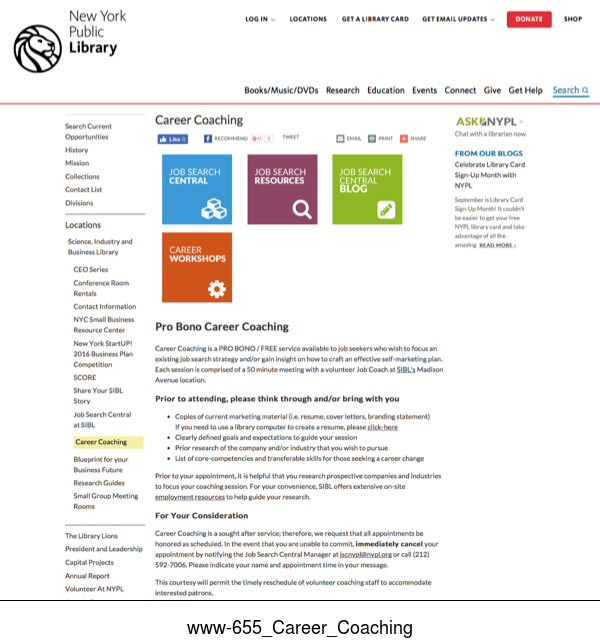 New York
Public
Library
LOG IN
LOCATIONS
GET A LIBRARY CARD
GET EMAIL UPDATES
DONATE
SHOP
Books/Music/DVDs
Research
Education
Events
Connect
Give
Get Help
Search
Search Current
Opportunities
History
Mission
Collections
Contact List
Divisions
Locations
Science, Industry and
Business Library
CEO Series
Conference Room
Rentals
Contact Information
NYC Small Business
Resource Center
New York StartUP!
2016 Business Plan
Competition
SCORE
Share Your SIBL
Story
Job Search Central
at SIBL
Career Coaching
Blueprint for your
Business Future
Research Guides
Small Group Meeting
Rooms
The Library Lions
President and Leadership
Capital Projects
Annual Report
Volunteer At NYPL
Career Coaching
Like 0
RECOMMEND
TWEET
EMAIL
PRINT
SHARE
JOB SEARCH
CENTRAL
JOB SEARCH
RESOURCES
JOB SEARCH
CENTRAL
BLOG
CAREER
WORKSHOPS
Pro Bono Career Coaching
Career Coaching is a PRO BONO / FREE service available to job seekers who wish to focus an
existing job search strategy and/or gain insight on how to craft an effective self-marketing plan.
Each session is comprised of a 50 minute meeting with a volunteer Job Coach at SIBL's Madison
Avenue location.
Prior to attending, please think through and/or bring with you
• Copies of current marketing material (i.e. resume, cover letters, branding statement)
If you need to use a library computer to create a resume, please click-here
• Clearly defined goals and expectations to guide your session
• Prior research of the company and/or industry that you wish to pursue
• List of core-competencies and transferable skills for those seeking a career change
Prior to your appointment, it is helpful that you research prospective companies and industries
to focus your coaching session. For your convenience, SIBL offers extensive on-site
employment resources to help guide your research.
For Your Consideration
Career Coaching is a sought after service; therefore, we request that all appointments be
honored as scheduled. In the event that you are unable to commit, immediately cancel your
appointment by notifying the Job Search Central Manager at jscnypl@nypl.org or call (212)
592-7006. Please indicate your name and appointment time in your message.
This courtesy will permit the timely reschedule of volunteer coaching staff to accommodate
interested patrons.
ASK NYPL >
Chat with a librarian now
FROM OUR BLOGS
Celebrate Library Card
Sign-Up Month with
NYPL
September is Library Card
Sign-Up Month! It couldn't
be easier to get your free
NYPL library card and take
advantage of all the
amazing READ MORE ›
www-655_Career_Coaching